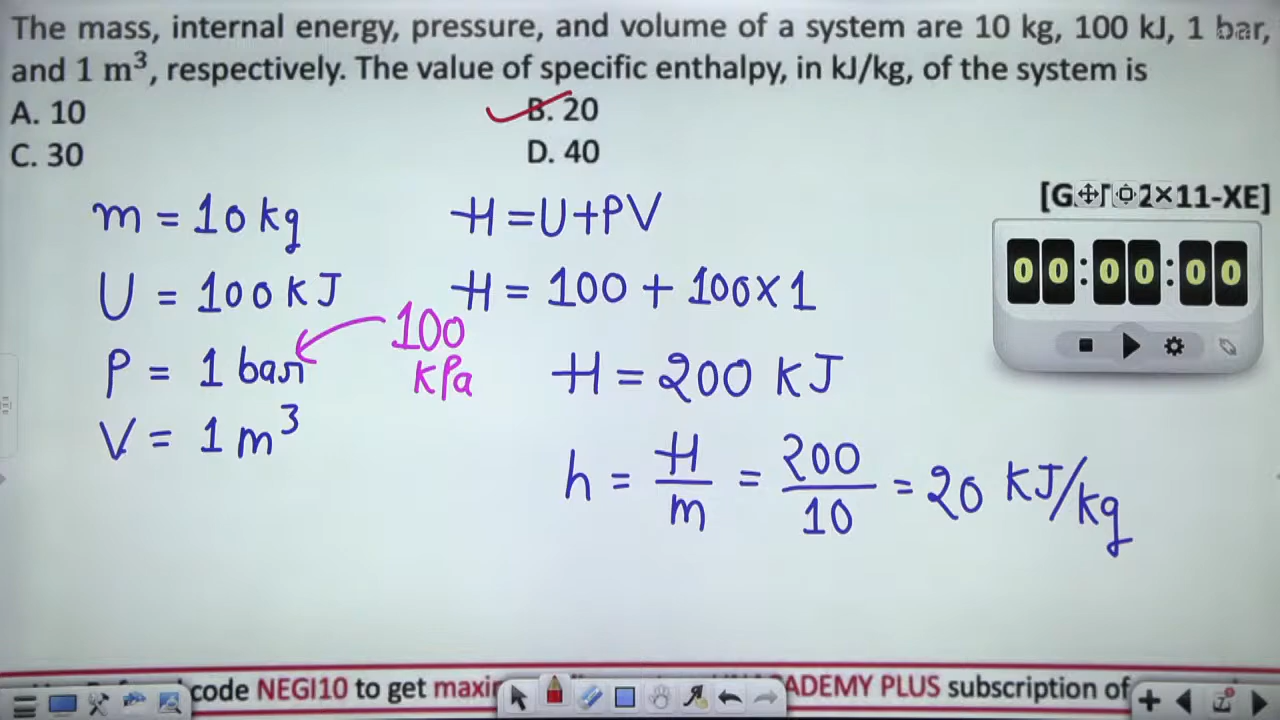 The mass, internal energy, pressure, and volume of a system are 10 kg, 100 kJ, 1 bar,
and 1 m³, respectively. The value of specific enthalpy, in kJ/kg, of the system is
A. 10
B. 20
C. 30
D. 40
2×11-XE]
00:00:00
m = 10 kg
H = U + PV
U = 100 kJ
H = 100 + 100 × 1
P = 1 bar
100
kPa
H = 200 kJ
V = 1 m³
h = H/m = 200/10 = 20 kJ/kg
code NEGI10 to get PLUS subscription of